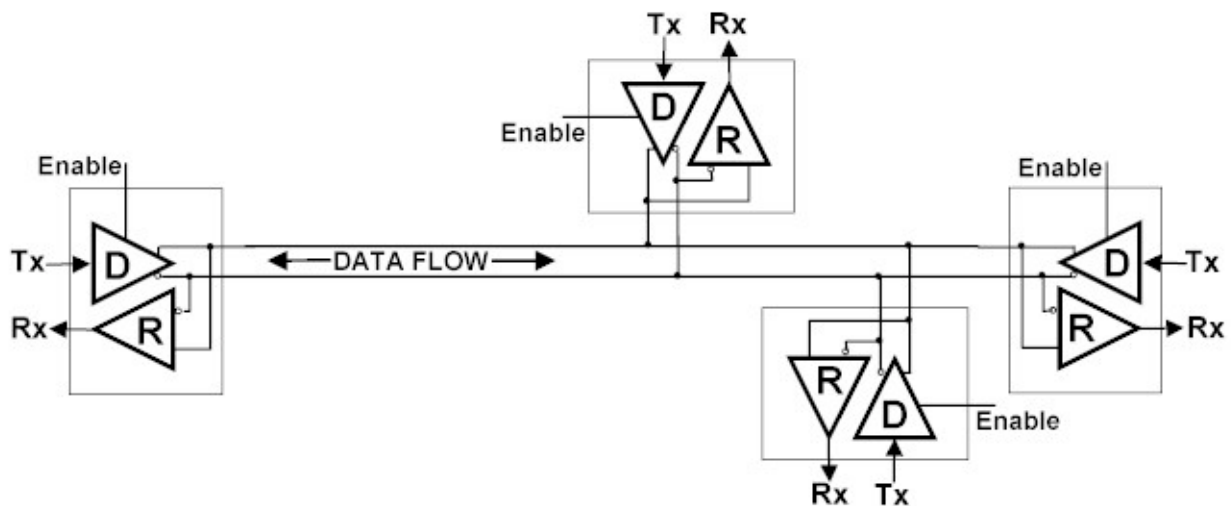 Tx Rx
D
R
Enable
Enable
D
Tx
R
Rx
DATA FLOW
Enable
D
Tx
R
Rx
R
D
Enable
Rx Tx